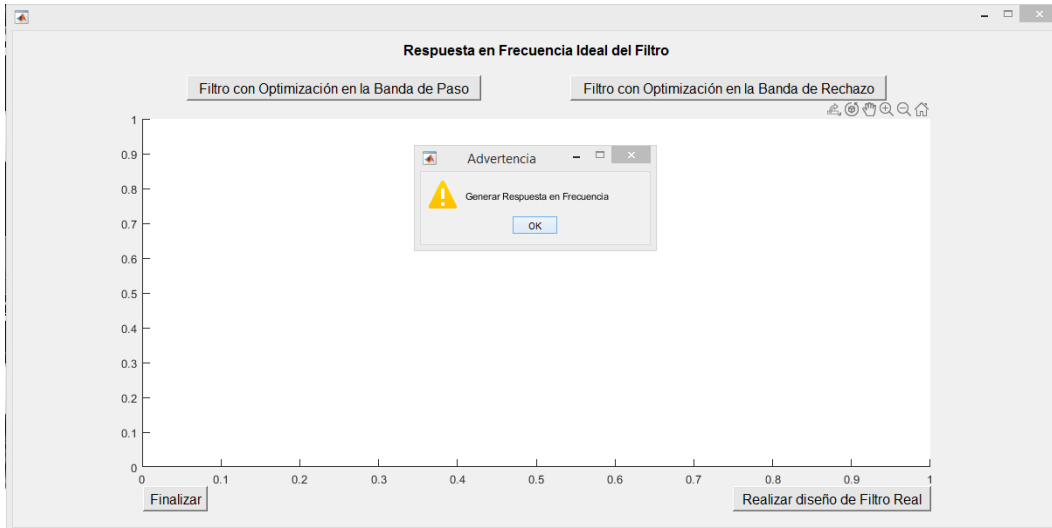 Respuesta en Frecuencia Ideal del Filtro
Filtro con Optimización en la Banda de Paso
Filtro con Optimización en la Banda de Rechazo
1
0.9
0.8
0.7
0.6
0.5
0.4
0.3
0.2
0.1
0
Advertencia
Generar Respuesta en Frecuencia
OK
0 0.1 0.2 0.3 0.4 0.5 0.6 0.7 0.8 0.9 1
Finalizar
Realizar diseño de Filtro Real